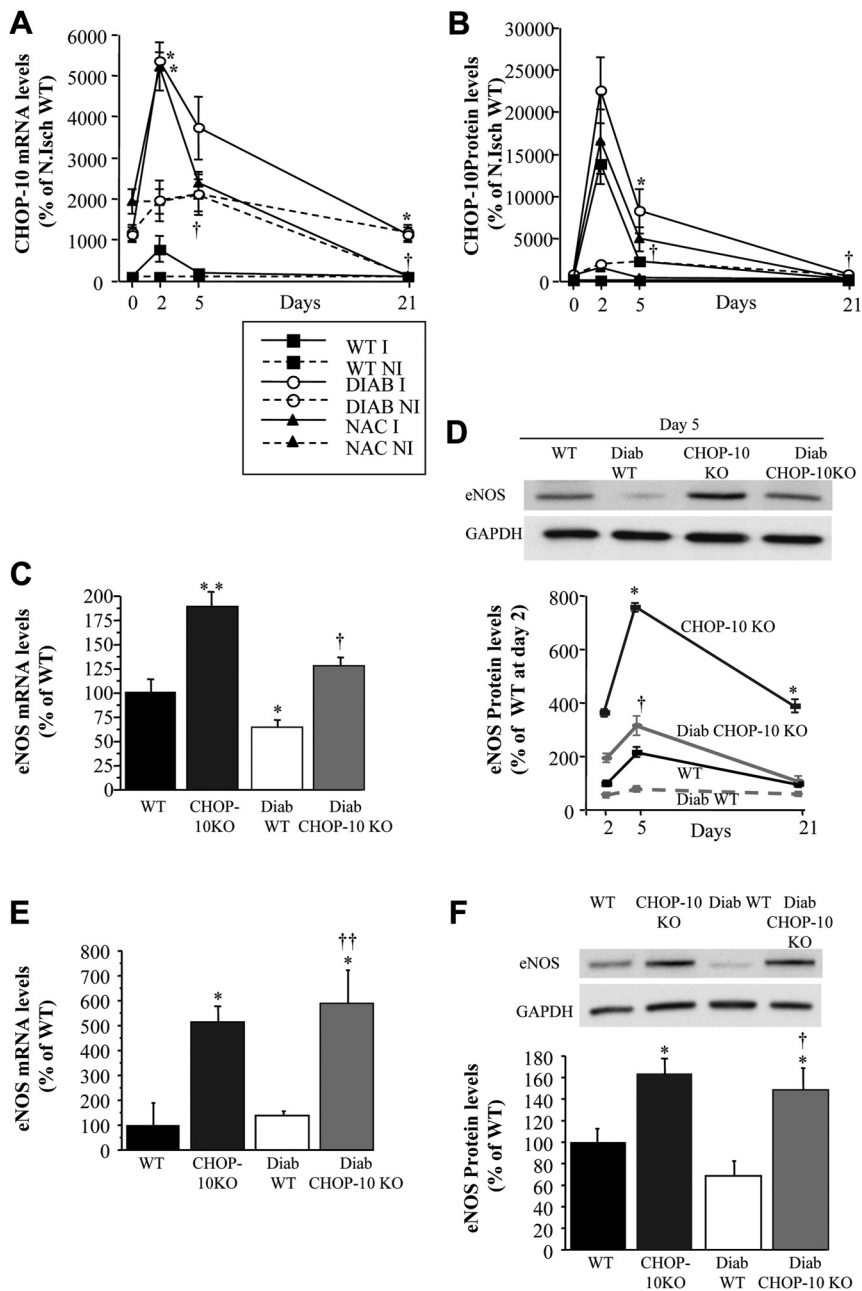 A
CHOP-10 mRNA levels
(% of N.Isch WT)
6000
5000
4000
3000
2000
1000
0
*
*
†
*
†
0 2 5 Days 21
B
CHOP-10Protein levels
(% of N.Isch WT)
30000
25000
20000
15000
10000
5000
0
*
†
†
0 2 5 Days 21
WT I
WT NI
DIAB I
DIAB NI
NAC I
NAC NI
C
eNOS mRNA levels
(% of WT)
200
175
150
125
100
75
50
25
0
* *
*
†
WT
CHOP-
10KO
Diab
WT
Diab
CHOP-10 KO
D
Day 5
WT
Diab
WT
CHOP-10
KO
Diab
CHOP-10KO
eNOS
GAPDH
eNOS Protein levels
(% of WT at day 2)
800
600
400
200
0
*
CHOP-10 KO
*
†
Diab CHOP-10 KO
WT
Diab WT
2 5 Days 21
E
eNOS mRNA levels
(% of WT)
800
700
600
500
400
300
200
100
0
*
††
*
WT
CHOP-
10KO
Diab
WT
Diab
CHOP-10 KO
F
WT
CHOP-10
KO
Diab WT
Diab
CHOP-10
KO
eNOS
GAPDH
eNOS Protein levels
(% of WT)
180
160
140
120
100
80
60
40
20
0
*
†
*
WT
CHOP-
10KO
Diab
WT
Diab
CHOP-10 KO